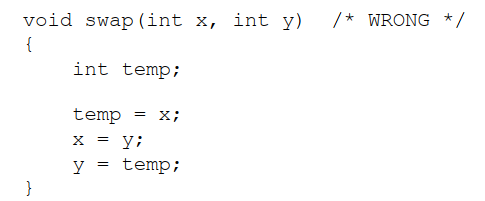 void swap(int x, int y)  /* WRONG */
{
    int temp;

    temp = x;
    x = y;
    y = temp;
}